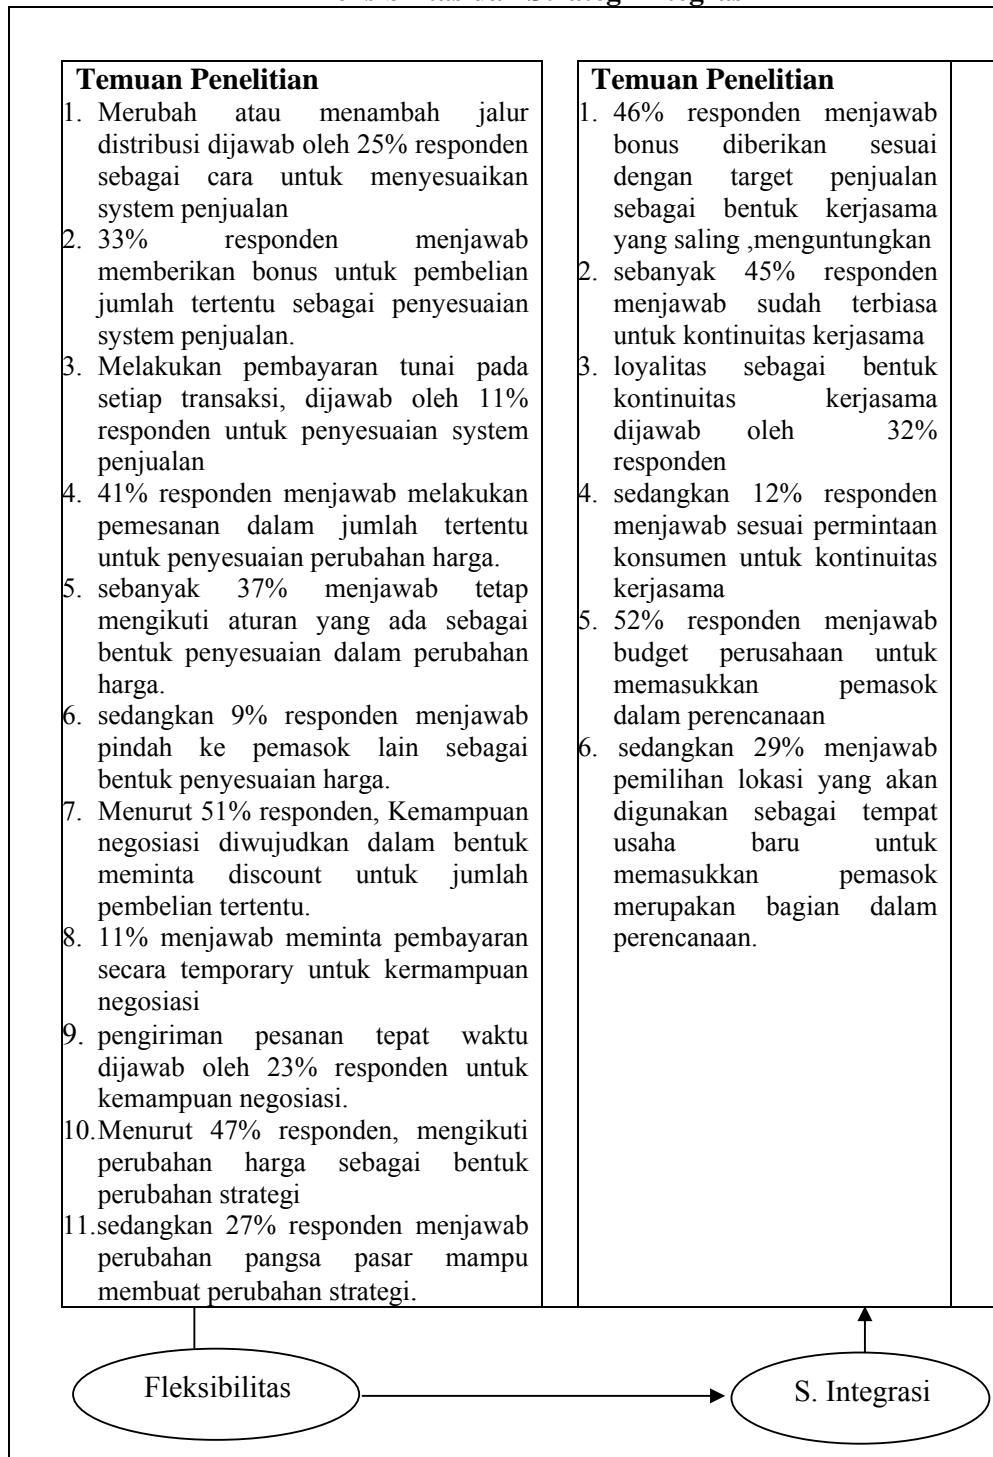 Temuan Penelitian
1. Merubah atau menambah jalur
distribusi dijawab oleh 25% responden
sebagai cara untuk menyesuaikan
system penjualan
2. 33% responden menjawab
memberikan bonus untuk pembelian
jumlah tertentu sebagai penyesuaian
system penjualan.
3. Melakukan pembayaran tunai pada
setiap transaksi, dijawab oleh 11%
responden untuk penyesuaian system
penjualan
4. 41% responden menjawab melakukan
pemesanan dalam jumlah tertentu
untuk penyesuaian perubahan harga.
5. sebanyak 37% menjawab tetap
mengikuti aturan yang ada sebagai
bentuk penyesuaian dalam perubahan
harga.
6. sedangkan 9% responden menjawab
pindah ke pemasok lain sebagai
bentuk penyesuaian harga.
7. Menurut 51% responden, Kemampuan
negosiasi diwujudkan dalam bentuk
meminta discount untuk jumlah
pembelian tertentu.
8. 11% menjawab meminta pembayaran
secara temporary untuk kermampuan
negosiasi
9. pengiriman pesanan tepat waktu
dijawab oleh 23% responden untuk
kemampuan negosiasi.
10.Menurut 47% responden, mengikuti
perubahan harga sebagai bentuk
perubahan strategi
11.sedangkan 27% responden menjawab
perubahan pangsa pasar mampu
membuat perubahan strategi.
Temuan Penelitian
1. 46% responden menjawab
bonus diberikan sesuai
dengan target penjualan
sebagai bentuk kerjasama
yang saling ,menguntungkan
2. sebanyak 45% responden
menjawab sudah terbiasa
untuk kontinuitas kerjasama
3. loyalitas sebagai bentuk
kontinuitas kerjasama
dijawab oleh 32%
responden
4. sedangkan 12% responden
menjawab sesuai permintaan
konsumen untuk kontinuitas
kerjasama
5. 52% responden menjawab
budget perusahaan untuk
memasukkan pemasok
dalam perencanaan
6. sedangkan 29% menjawab
pemilihan lokasi yang akan
digunakan sebagai tempat
usaha baru untuk
memasukkan pemasok
merupakan bagian dalam
perencanaan.
Fleksibilitas
S. Integrasi